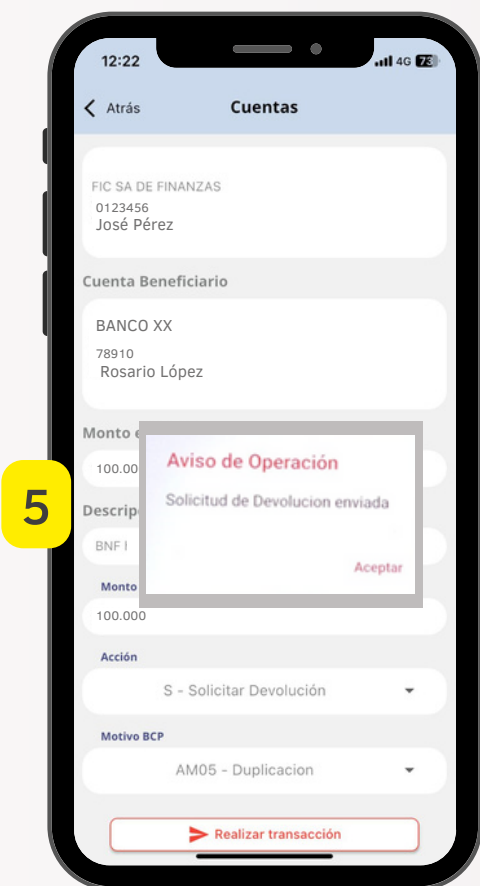 12:22
4G 73
Atrás
Cuentas
FIC SA DE FINANZAS
0123456
José Pérez
Cuenta Beneficiario
BANCO XX
78910
Rosario López
Monto
100.00
Aviso de Operación
Solicitud de Devolucion enviada
Aceptar
5
Descrip
BNF
Monto
100.000
Acción
S - Solicitar Devolución
Motivo BCP
AM05 - Duplicacion
Realizar transacción